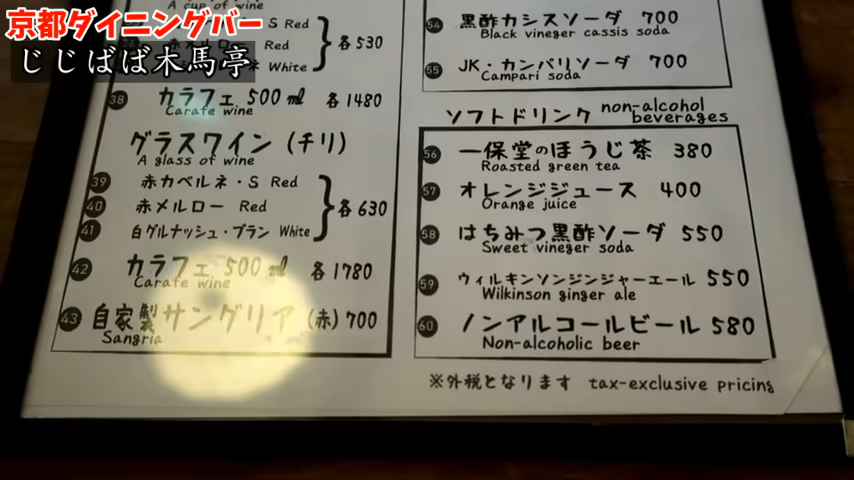 京都ダイニングバー
じじばば木馬亭
A cup of wine
S Red
Red
White
各530
38 カラフェ 500㎖ 各1480
Carafe wine
グラスワイン (チリ)
A glass of wine
39 赤カベルネ・S Red
40 赤メルロー Red
41 白グルナッシュ・ブラン White
各630
42 カラフェ 500㎖ 各1780
Carafe wine
43 自家製サングリア (赤) 700
Sangria
54 黒酢カシスソーダ 700
Black vineger cassis soda
55 JK・カンパリソーダ 700
Campari soda
ソフトドリンク non-alcohol beverages
56 一保堂のほうじ茶 380
Roasted green tea
57 オレンジジュース 400
Orange juice
58 はちみつ黒酢ソーダ 550
Sweet vineger soda
59 ウィルキンソンジンジャーエール 550
Wilkinson ginger ale
60 ノンアルコールビール 580
Non-alcoholic beer
※外税となります tax-exclusive pricing